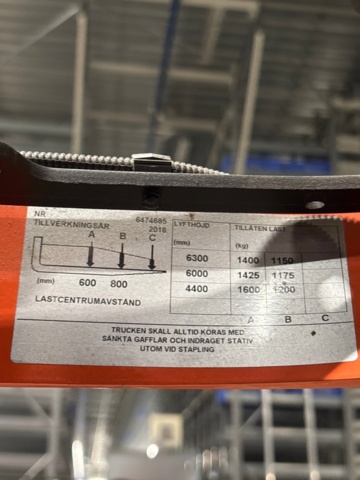 NR 6474685
TILLVERKNINGSÅR 2018
A B C
(mm) 600 800
LASTCENTRUMAVSTÅND
LYFTHÖJD TILLÅTEN LAST
(mm) (kg)
6300 1400 1150
6000 1425 1175
4400 1600 1200
A B C
TRUCKEN SKALL ALLTID KÖRAS MED
SÄNKTA GAFFLAR OCH INDRAGET STATIV
UTOM VID STAPLING